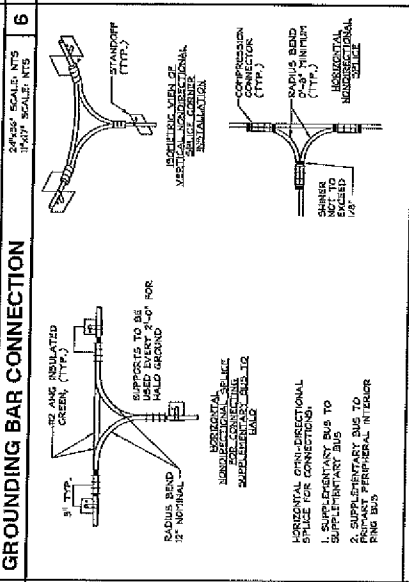 GROUNDING BAR CONNECTION
24"x36" SCALE: NTS
11"x17" SCALE: NTS
6
#2 AWG INSULATED
GREEN, (TYP.)
3" TYP.
SUPPORTS TO BE
USED EVERY 2'-0" FOR
HALO GROUND
RADIUS BEND
12" NOMINAL
HORIZONTAL
NONDIRECTIONAL SPLICE
FOR CONNECTING
SUPPLEMENTARY BUS TO
HALO
STANDOFF
(TYP.)
ISOMETRIC VIEW OF
VERTICAL NONDIRECTIONAL
SPLICE CORNER
INSTALLATION
HORIZONTAL OMNI-DIRECTIONAL
SPLICE FOR CONNECTIONS:
1. SUPPLEMENTARY BUS TO
SUPPLEMENTARY BUS
2. SUPPLEMENTARY BUS TO
PRIMARY PERIPHERAL INTERIOR
RING BUS
COMPRESSION
CONNECTOR
(TYP.)
RADIUS BEND
MINIMUM
(TYP.)
SHINER
NOT TO
EXCEED
1/8"
HORIZONTAL
NONDIRECTIONAL
SPLICE